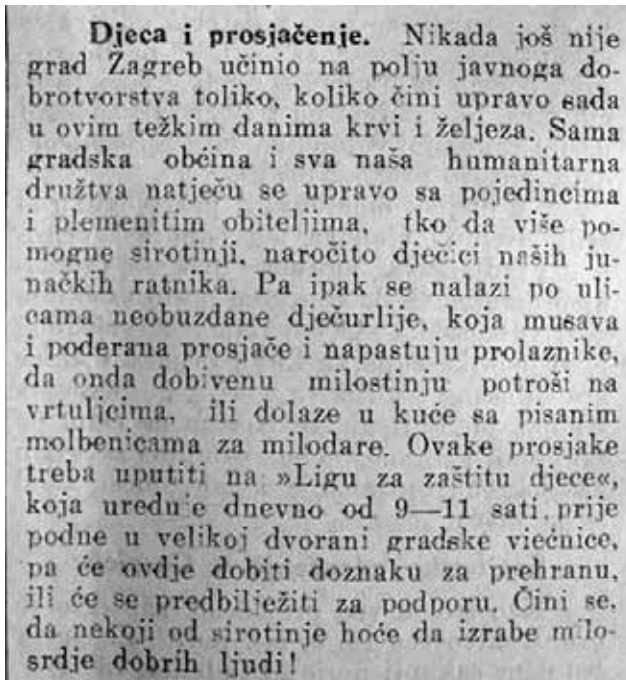 Djeca i prosjačenje. Nikada još nije
grad Zagreb učinio na polju javnoga do-
brotvorstva toliko, koliko čini upravo sada
u ovim težkim danima krvi i željeza. Sama
gradska obćina i sva naša humanitarna
družtva natječu se upravo sa pojedincima
i plemenitim obiteljima, tko da više po-
mogne sirotinji, naročito dječici naših ju-
načkih ratnika. Pa ipak se nalazi po uli-
cama neobuzdane dječurlije, koja musava
i poderana prosjače i napastuju prolaznike,
da onda dobivenu milostinju potroši na
vrtuljcima, ili dolaze u kuće sa pisanim
molbenicama za milodare. Ovake prosjake
treba uputiti na »Ligu za zaštitu djece«,
koja ureduje dnevno od 9—11 sati prije
podne u velikoj dvorani gradske viećnice,
pa će ovdje dobiti doznaku za prehranu,
ili će se predbilježiti za podporu. Čini se,
da nekoji od sirotinje hoće da izrabe milo-
srdje dobrih ljudi!